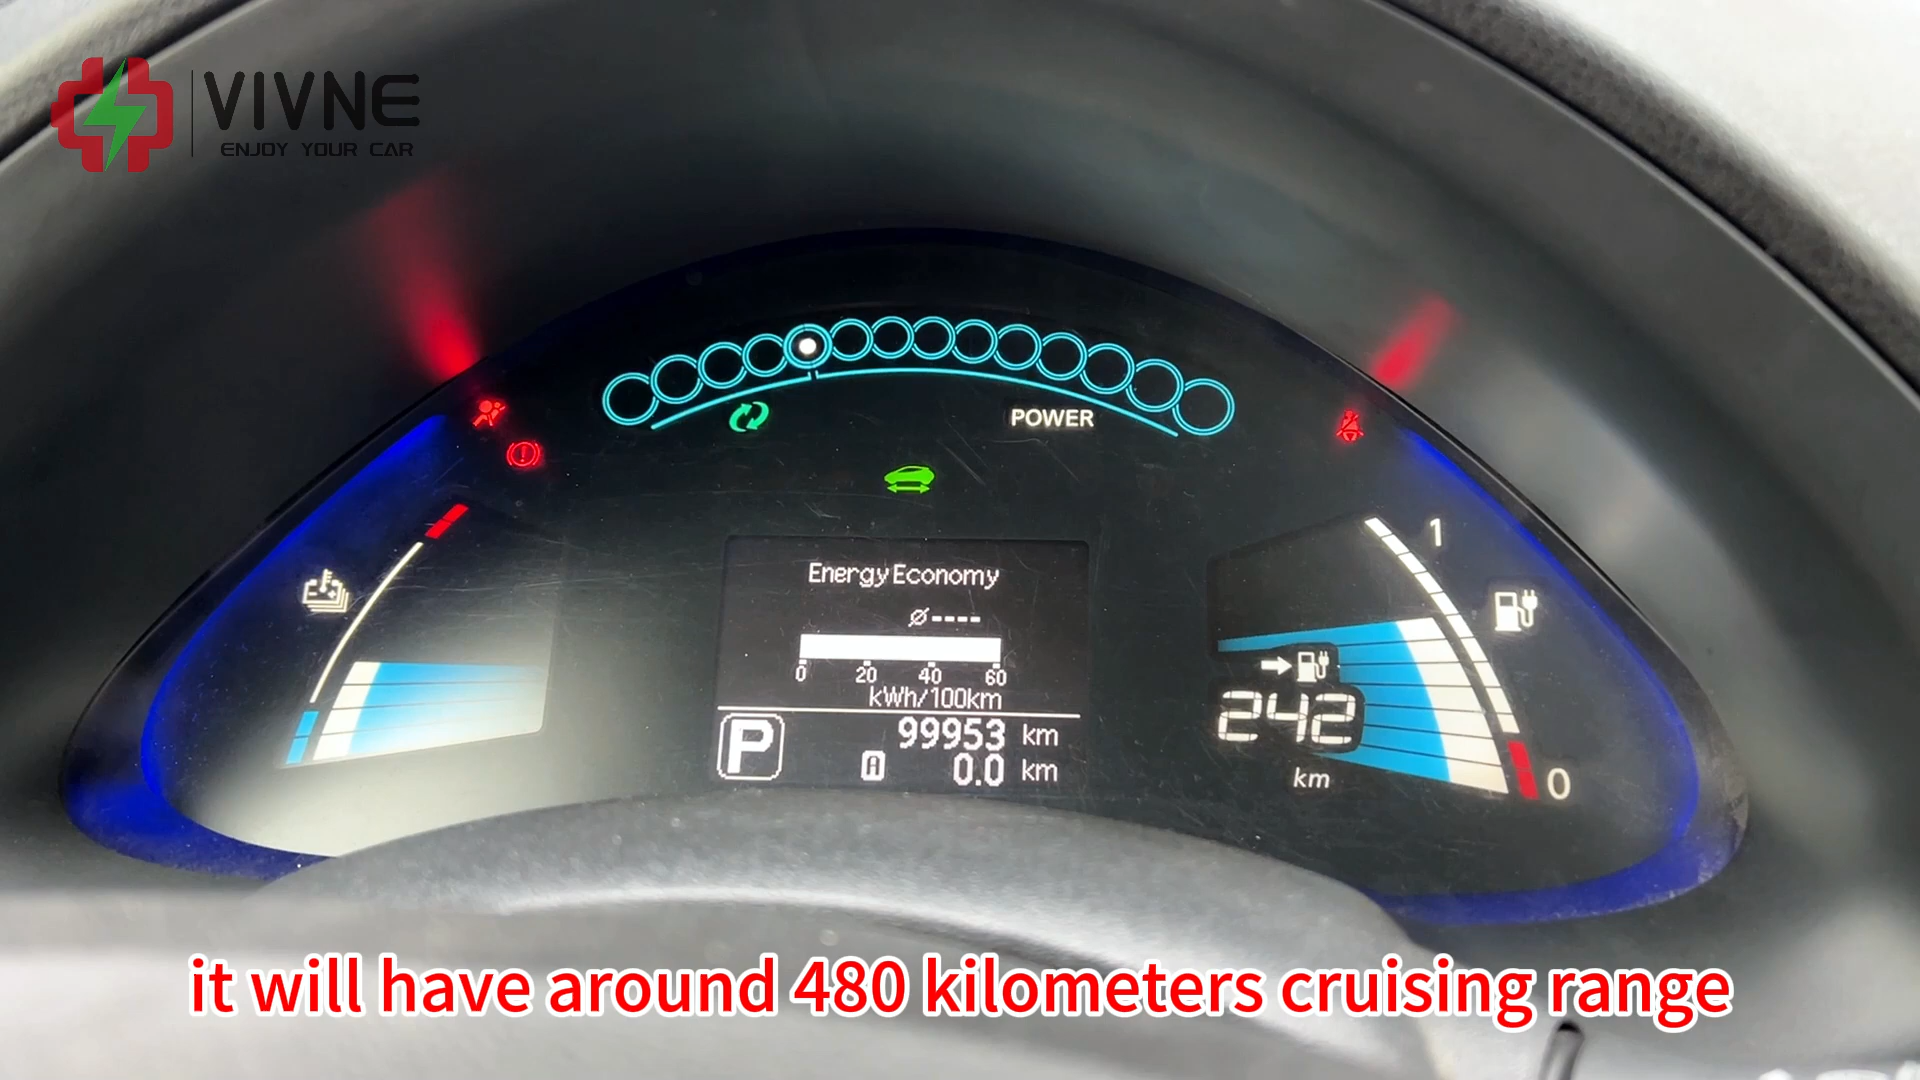 VIVNE
ENJOY YOUR CAR
POWER
Energy Economy
Ø----
0 20 40 60
kWh/100km
P
99953 km
A 0.0 km
1
242
km
0
it will have around 480 kilometers cruising range